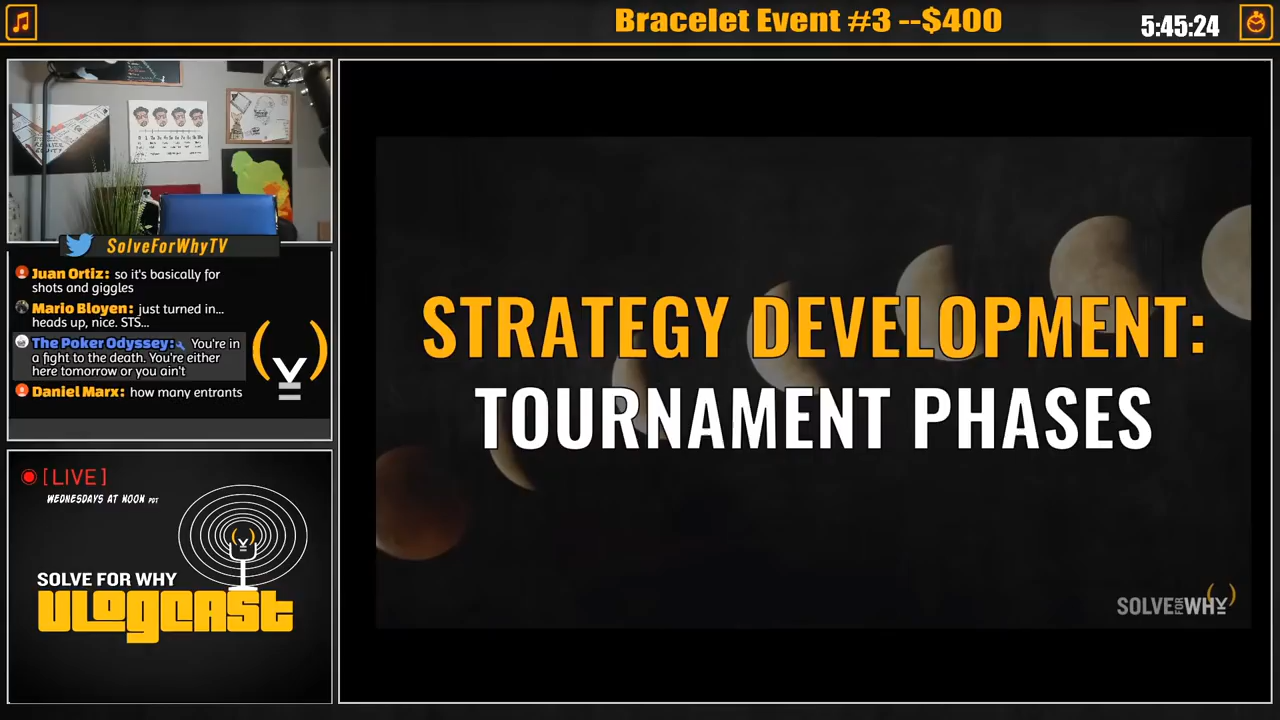 Bracelet Event #3 --$400
5:45:24
SolveForWhyTV
Juan Ortiz: so it's basically for
shots and giggles
Mario Bloyen: just turned in...
heads up, nice. STS...
The Poker Odyssey: You're in
a fight to the death. You're either
here tomorrow or you ain't
Daniel Marx: how many entrants
[LIVE]
WEDNESDAYS AT NOON PDT
SOLVE FOR WHY
VLOGCAST
STRATEGY DEVELOPMENT:
TOURNAMENT PHASES
SOLVE FOR WHY